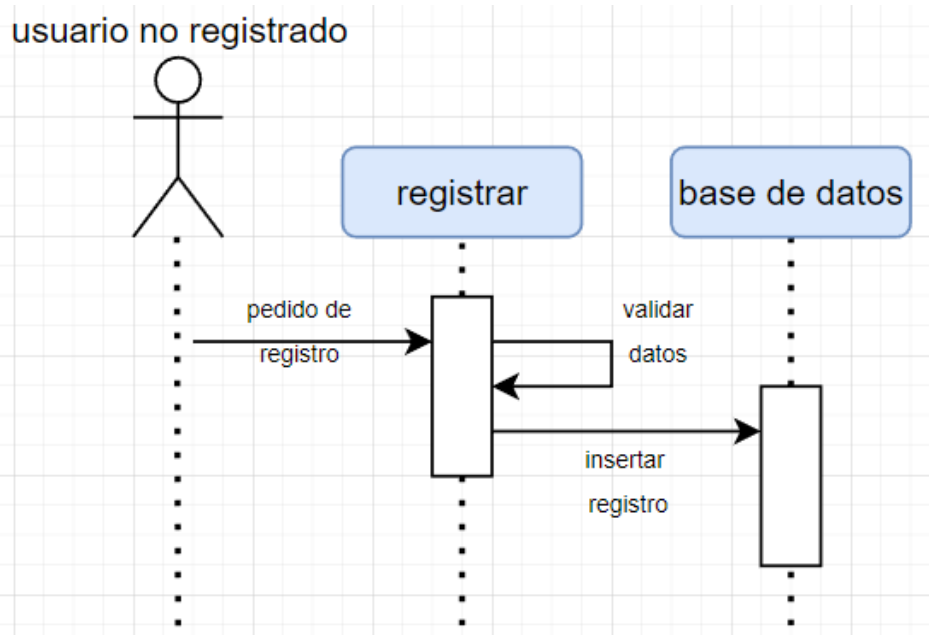 usuario no registrado
registrar
base de datos
pedido de
registro
validar
datos
insertar
registro